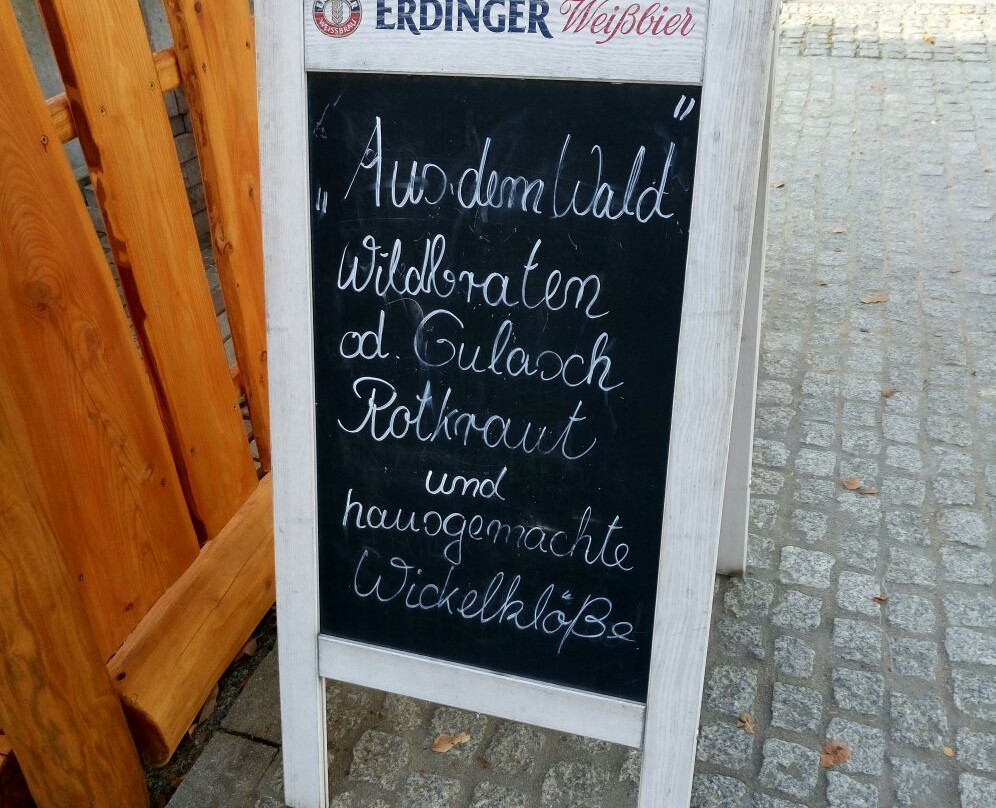 ERDINGER Weißbier
„Aus dem Wald"
Wildbraten
od. Gulasch
Rotkraut
und
hausgemachte
Wickelklöße